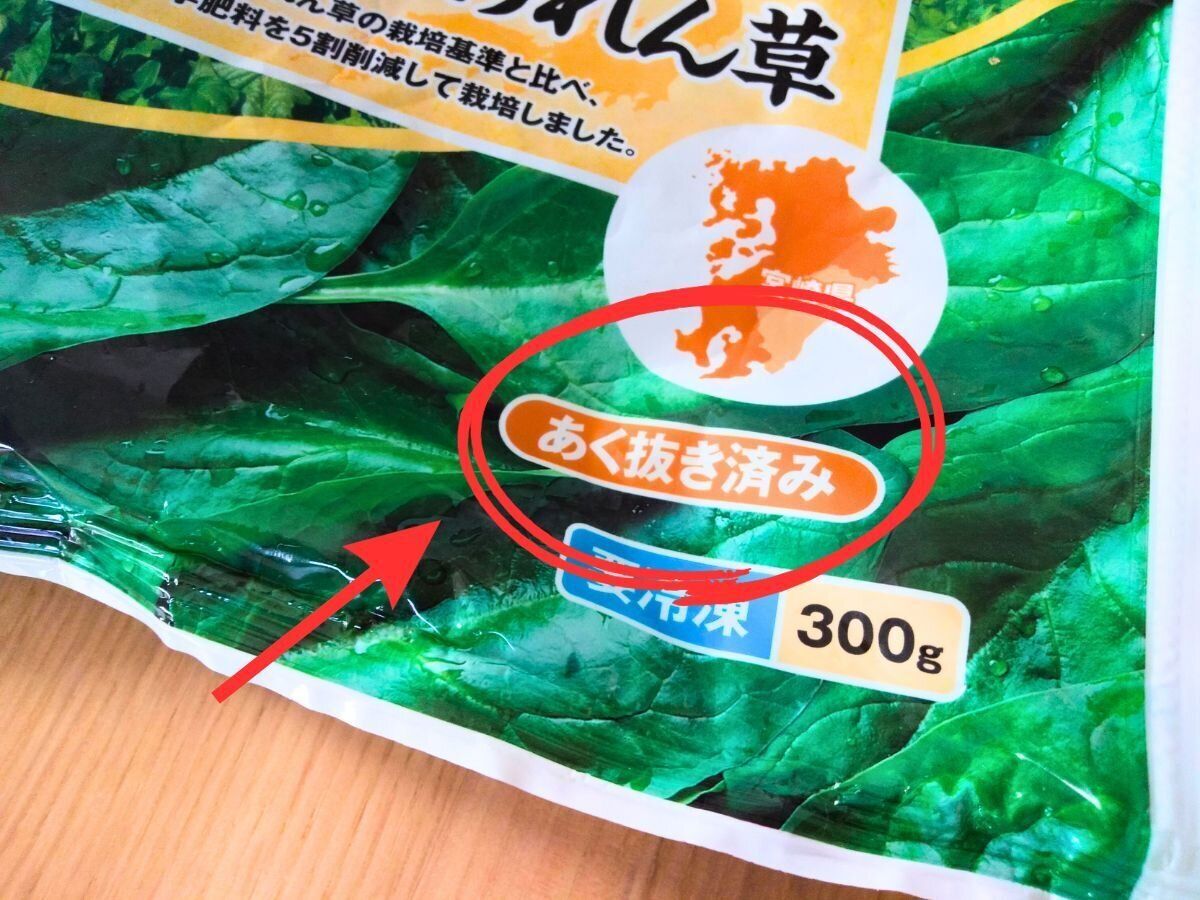 うれん草
れん草の栽培基準と比べ、
肥料を5割削減して栽培しました。
宮崎県
あく抜き済み
要冷凍 300g